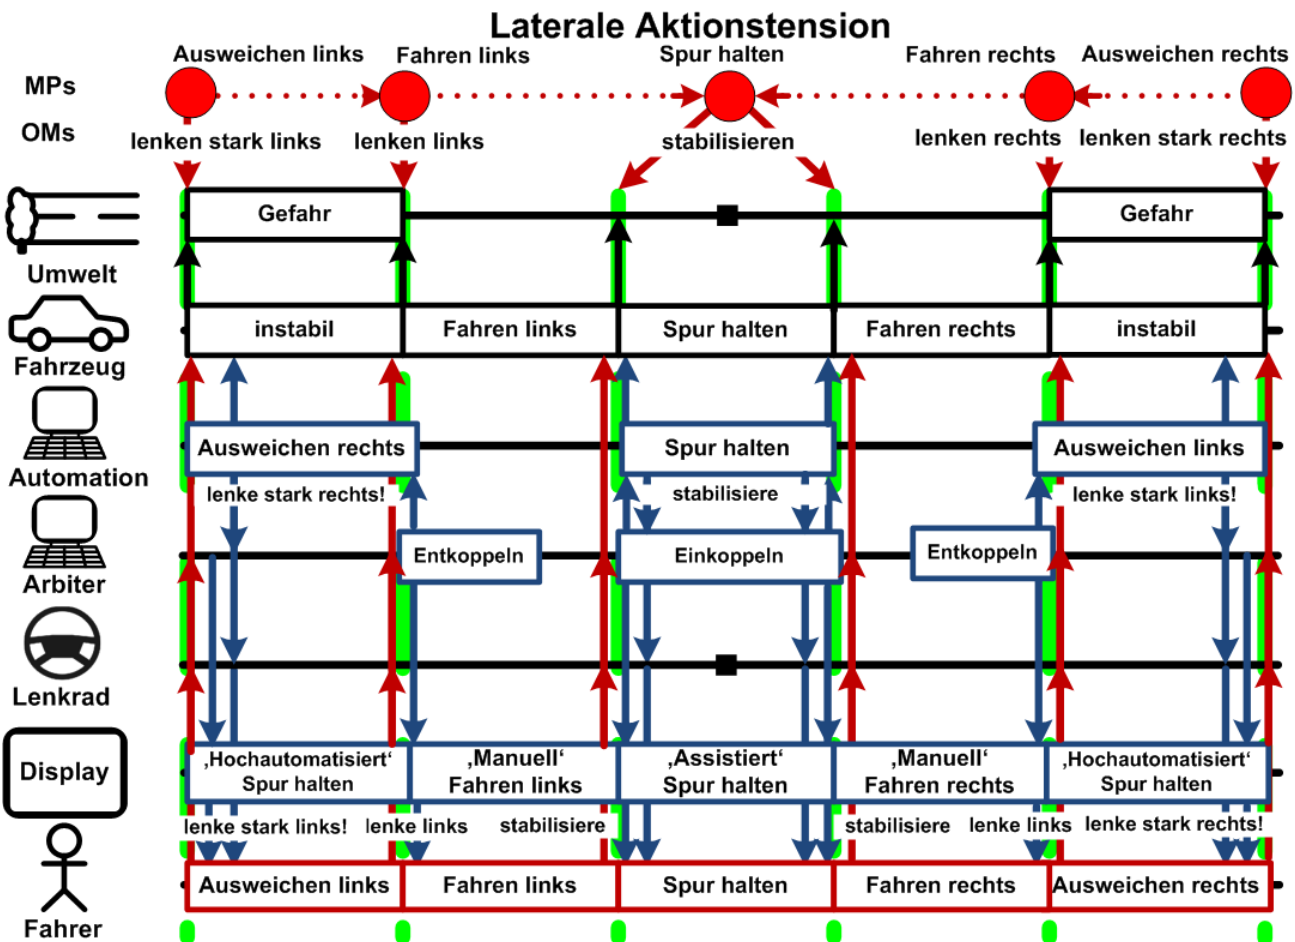 Laterale Aktionstension
Ausweichen links
Fahren links
Spur halten
Fahren rechts
Ausweichen rechts
MPs
OMs
lenken stark links
lenken links
stabilisieren
lenken rechts
lenken stark rechts
Gefahr
Gefahr
Umwelt
instabil
Fahren links
Spur halten
Fahren rechts
instabil
Fahrzeug
Ausweichen rechts
Spur halten
Ausweichen links
Automation
lenke stark rechts!
stabilisiere
lenke stark links!
Entkoppeln
Einkoppeln
Entkoppeln
Arbiter
Lenkrad
Display
‚Hochautomatisiert‘
Spur halten
‚Manuell‘
Fahren links
‚Assistiert‘
Spur halten
‚Manuell‘
Fahren rechts
‚Hochautomatisiert‘
Spur halten
lenke stark links!
lenke links
stabilisiere
stabilisiere
lenke links
lenke stark rechts!
Ausweichen links
Fahren links
Spur halten
Fahren rechts
Ausweichen rechts
Fahrer